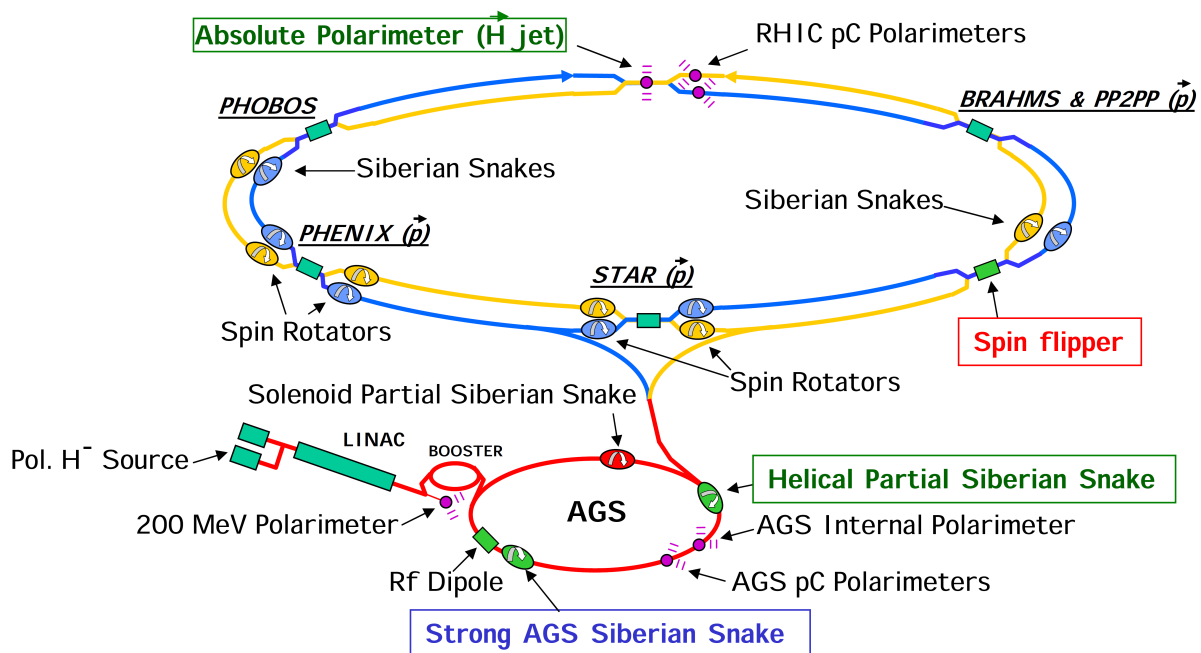 Absolute Polarimeter (H jet)
RHIC pC Polarimeters
PHOBOS
BRAHMS & PP2PP (p)
Siberian Snakes
Siberian Snakes
PHENIX (p)
STAR (p)
Spin Rotators
Spin flipper
Spin Rotators
Solenoid Partial Siberian Snake
LINAC
BOOSTER
Pol. H⁻ Source
Helical Partial Siberian Snake
AGS
200 MeV Polarimeter
AGS Internal Polarimeter
Rf Dipole
AGS pC Polarimeters
Strong AGS Siberian Snake